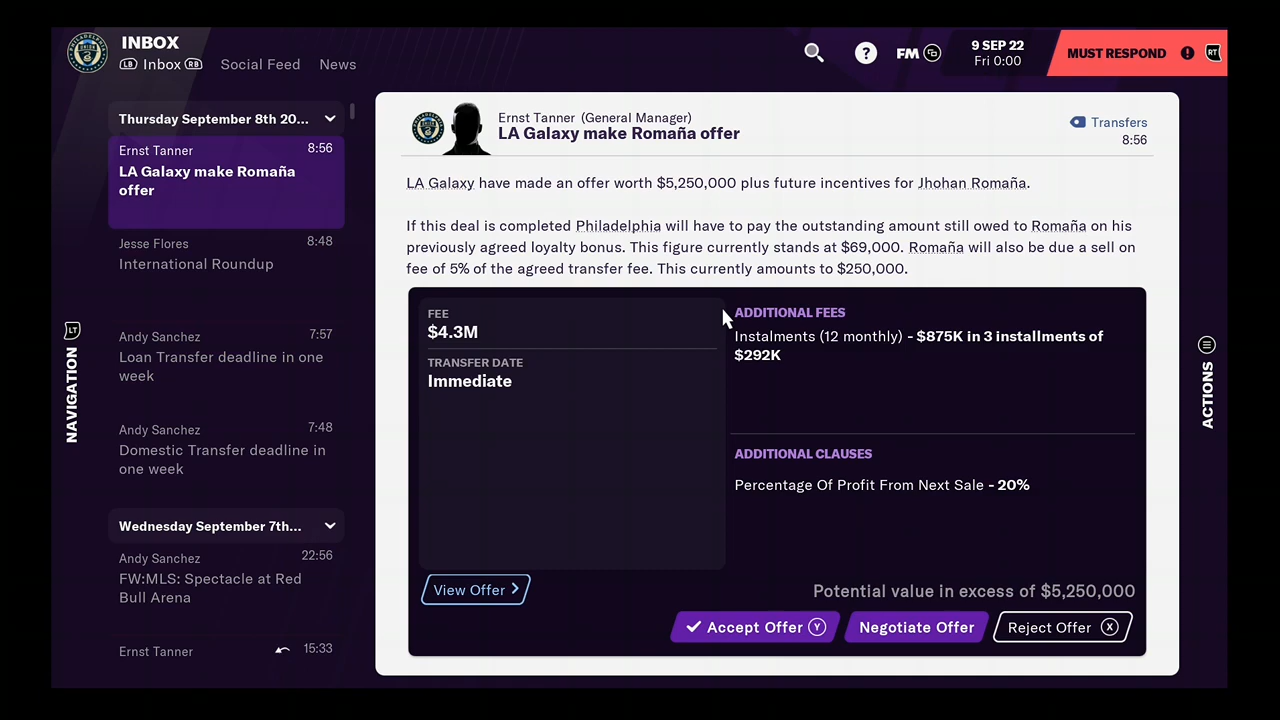 INBOX
LB Inbox RB
Social Feed
News
FM
9 SEP 22
Fri 0:00
MUST RESPOND
RT
Thursday September 8th 20...
Ernst Tanner 8:56
LA Galaxy make Romaña
offer
Jesse Flores 8:48
International Roundup
Andy Sanchez 7:57
Loan Transfer deadline in one
week
Andy Sanchez 7:48
Domestic Transfer deadline in
one week
Wednesday September 7th...
Andy Sanchez 22:56
FW:MLS: Spectacle at Red
Bull Arena
Ernst Tanner 15:33
LT
NAVIGATION
Ernst Tanner (General Manager)
LA Galaxy make Romaña offer
Transfers
8:56
LA Galaxy have made an offer worth $5,250,000 plus future incentives for Jhohan Romaña.
If this deal is completed Philadelphia will have to pay the outstanding amount still owed to Romaña on his
previously agreed loyalty bonus. This figure currently stands at $69,000. Romaña will also be due a sell on
fee of 5% of the agreed transfer fee. This currently amounts to $250,000.
FEE
$4.3M
TRANSFER DATE
Immediate
ADDITIONAL FEES
Instalments (12 monthly) - $875K in 3 installments of
$292K
ADDITIONAL CLAUSES
Percentage Of Profit From Next Sale - 20%
View Offer
Potential value in excess of $5,250,000
Accept Offer Y
Negotiate Offer
Reject Offer X
ACTIONS